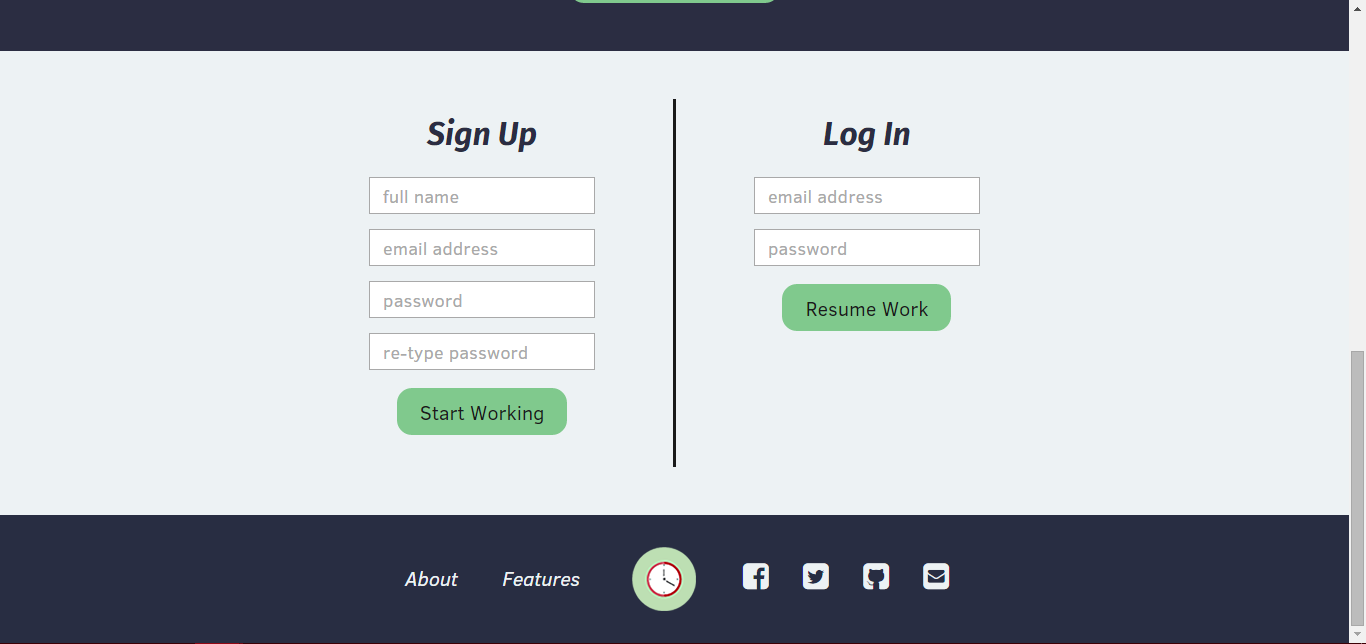 Sign Up
full name
email address
password
re-type password
Start Working
Log In
email address
password
Resume Work
About
Features